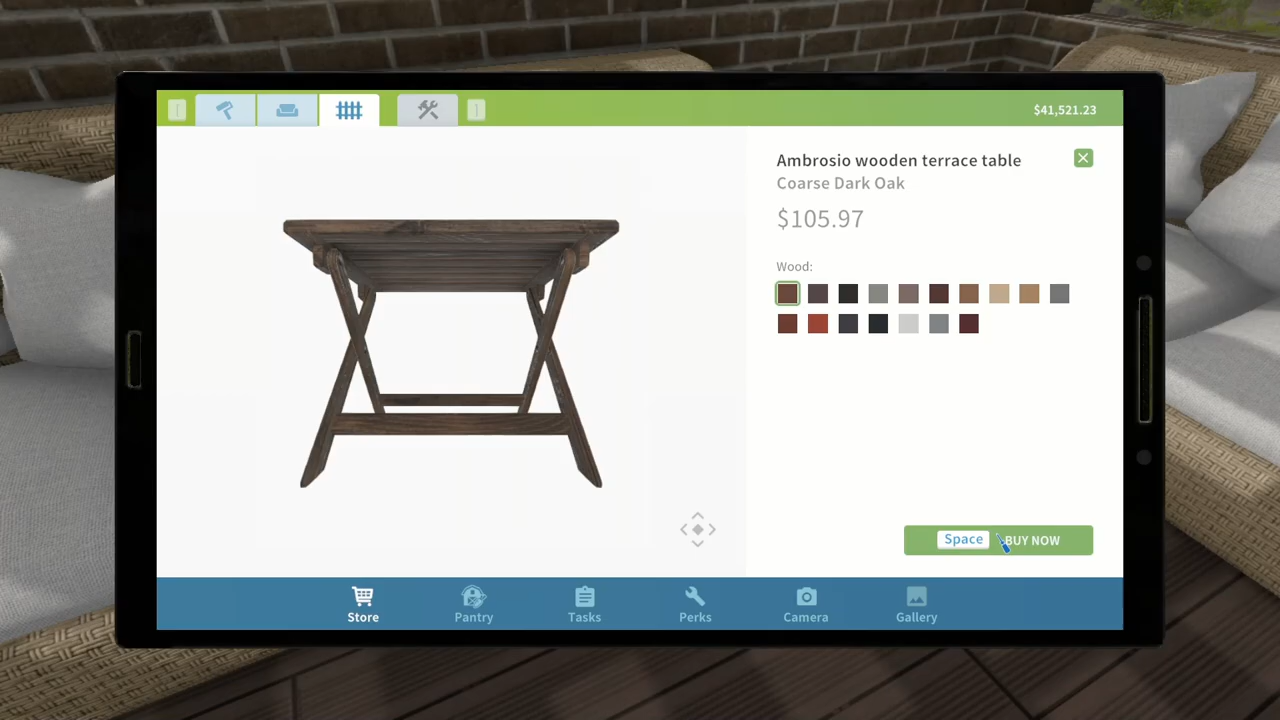 $41,521.23
Ambrosio wooden terrace table
Coarse Dark Oak
$105.97
Wood:
Space BUY NOW
Store
Pantry
Tasks
Perks
Camera
Gallery